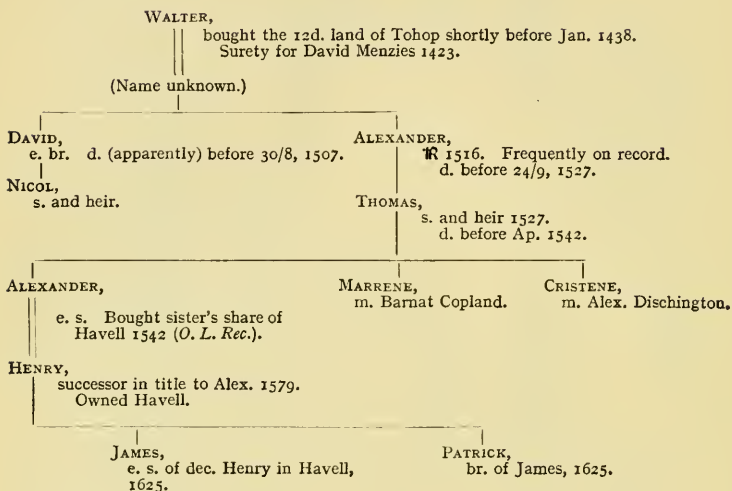 WALTER,
bought the 12d. land of Tohop shortly before Jan. 1438.
Surety for David Menzies 1423.
(Name unknown.)
DAVID,
e. br. d. (apparently) before 30/8, 1507.
NICOL,
s. and heir.
ALEXANDER,
R 1516. Frequently on record.
d. before 24/9, 1527.
THOMAS,
s. and heir 1527.
d. before Ap. 1542.
ALEXANDER,
e. s. Bought sister's share of
Havell 1542 (O. L. Rec.).
MARRENE,
m. Barnat Copland.
CRISTENE,
m. Alex. Dischington.
HENRY,
successor in title to Alex. 1579.
Owned Havell.
JAMES,
e. s. of dec. Henry in Havell,
1625.
PATRICK,
br. of James, 1625.